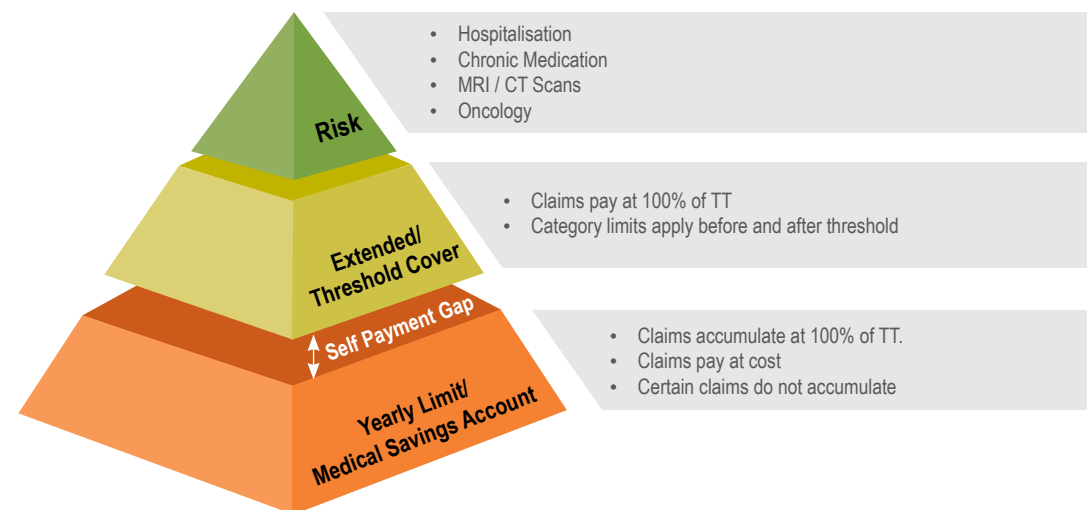 Risk
• Hospitalisation
• Chronic Medication
• MRI / CT Scans
• Oncology
Extended/
Threshold Cover
• Claims pay at 100% of TT
• Category limits apply before and after threshold
Self Payment Gap
Yearly Limit/
Medical Savings Account
• Claims accumulate at 100% of TT.
• Claims pay at cost
• Certain claims do not accumulate